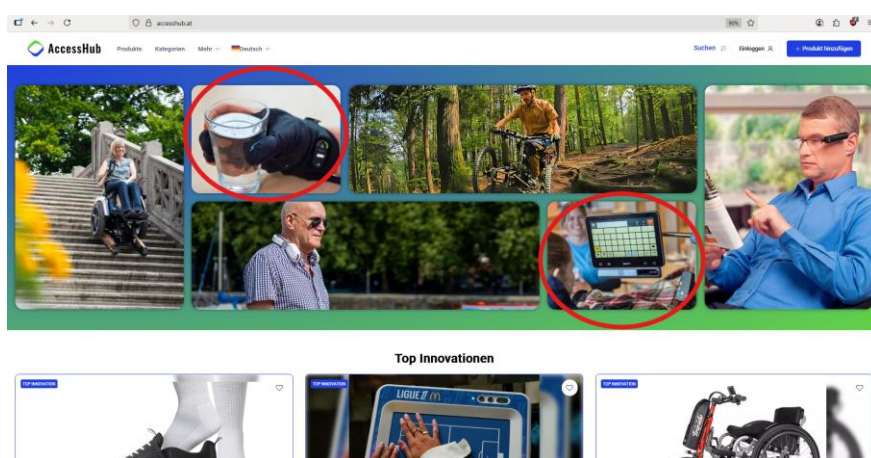 accesshub.at
90%
AccessHub Produkte Kategorien Mehr Deutsch Suchen Einloggen + Produkt hinzufügen
Top Innovationen
TOP INNOVATION TOP INNOVATION TOP INNOVATION
LIGUE 1